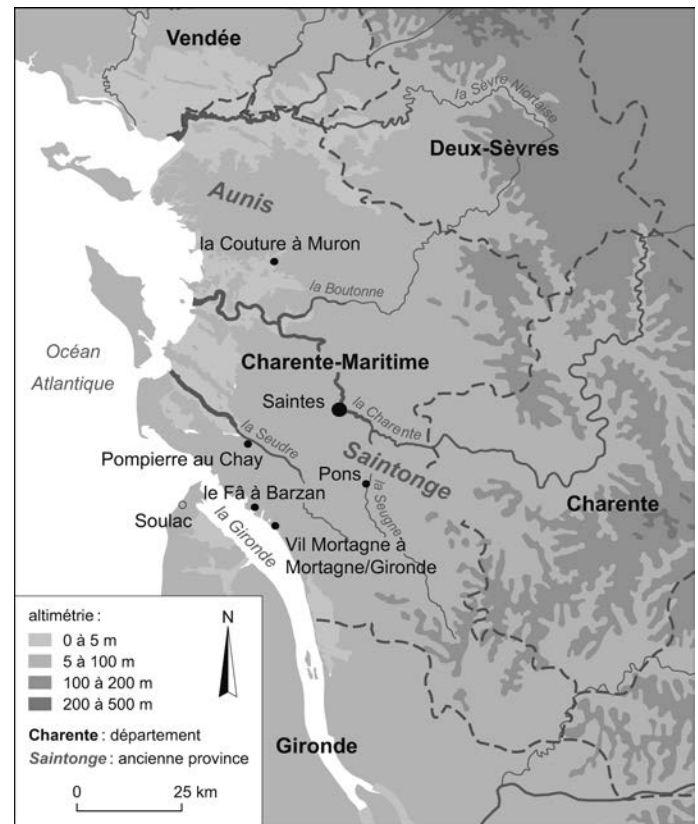 Vendée
la Sèvre Niortaise
Deux-Sèvres
Aunis
la Couture à Muron
la Boutonne
Océan
Atlantique
Charente-Maritime
Saintes
la Charente
la Seudre
Pompierre au Chay
Saintonge
Pons
la Seugne
Charente
le Fâ à Barzan
Soulac
la Gironde
Vil Mortagne à
Mortagne/Gironde
altimétrie :
0 à 5 m
5 à 100 m
100 à 200 m
200 à 500 m
N
Charente : département
Saintonge : ancienne province
0 25 km
Gironde